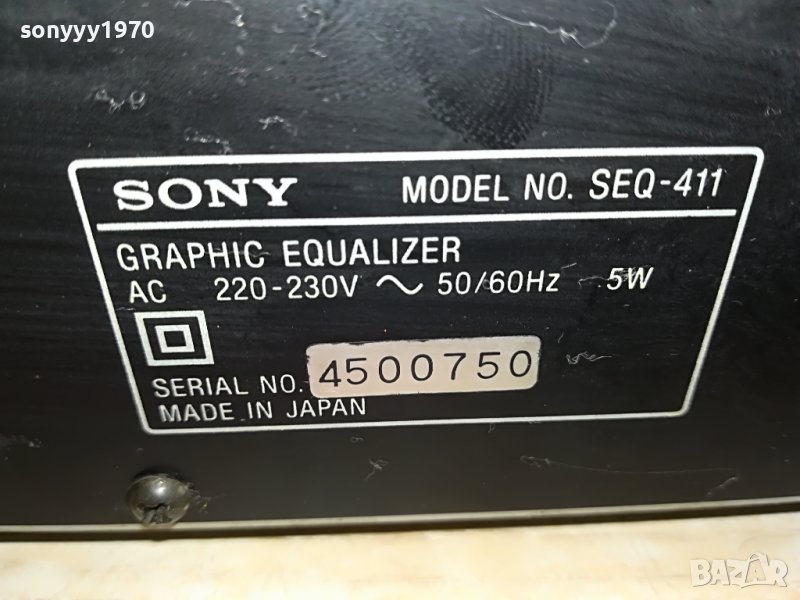 sonyyy1970
SONY MODEL NO. SEQ-411
GRAPHIC EQUALIZER
AC 220-230V ~ 50/60Hz 5W
SERIAL NO. 4500750
MADE IN JAPAN
BAZAR